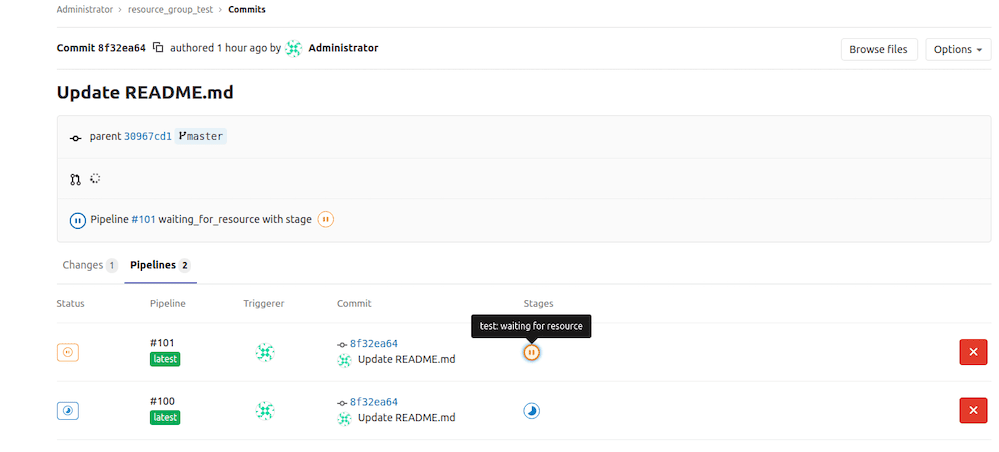 Administrator › resource_group_test › Commits
Commit 8f32ea64 authored 1 hour ago by Administrator
Browse files
Options
Update README.md
parent 30967cd1 master
Pipeline #101 waiting_for_resource with stage
Changes 1 Pipelines 2
Status Pipeline Triggerer Commit Stages
test: waiting for resource
#101
latest
8f32ea64
Update README.md
#100
latest
8f32ea64
Update README.md